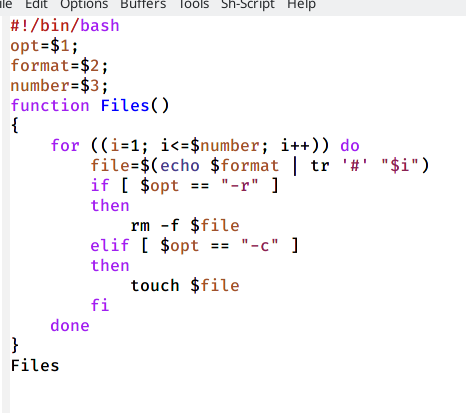 File Edit Options Buffers Tools Sh-Script Help
#!/bin/bash
opt=$1;
format=$2;
number=$3;
function Files()
{
    for ((i=1; i<=$number; i++)) do
        file=$(echo $format | tr '#' "$i")
        if [ $opt == "-r" ]
        then
            rm -f $file
        elif [ $opt == "-c" ]
        then
            touch $file
        fi
    done
}
Files